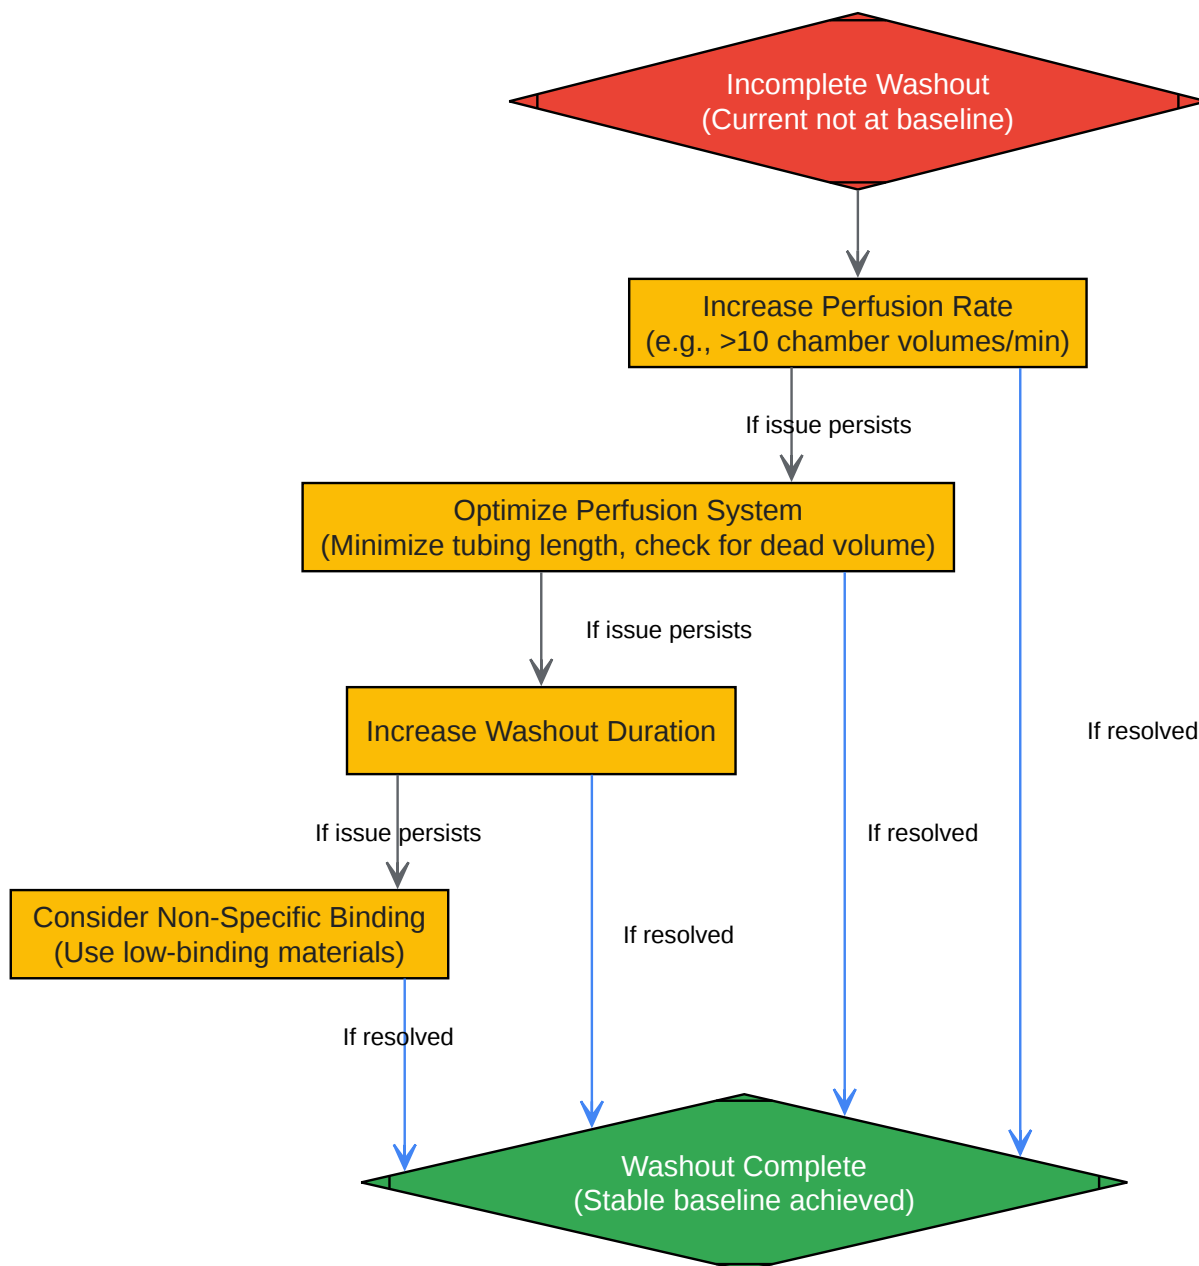 Incomplete Washout
(Current not at baseline)
Increase Perfusion Rate
(e.g., >10 chamber volumes/min)
If issue persists
Optimize Perfusion System
(Minimize tubing length, check for dead volume)
If issue persists
Increase Washout Duration
If resolved
If issue persists
If resolved
Consider Non-Specific Binding
(Use low-binding materials)
If resolved
If resolved
Washout Complete
(Stable baseline achieved)